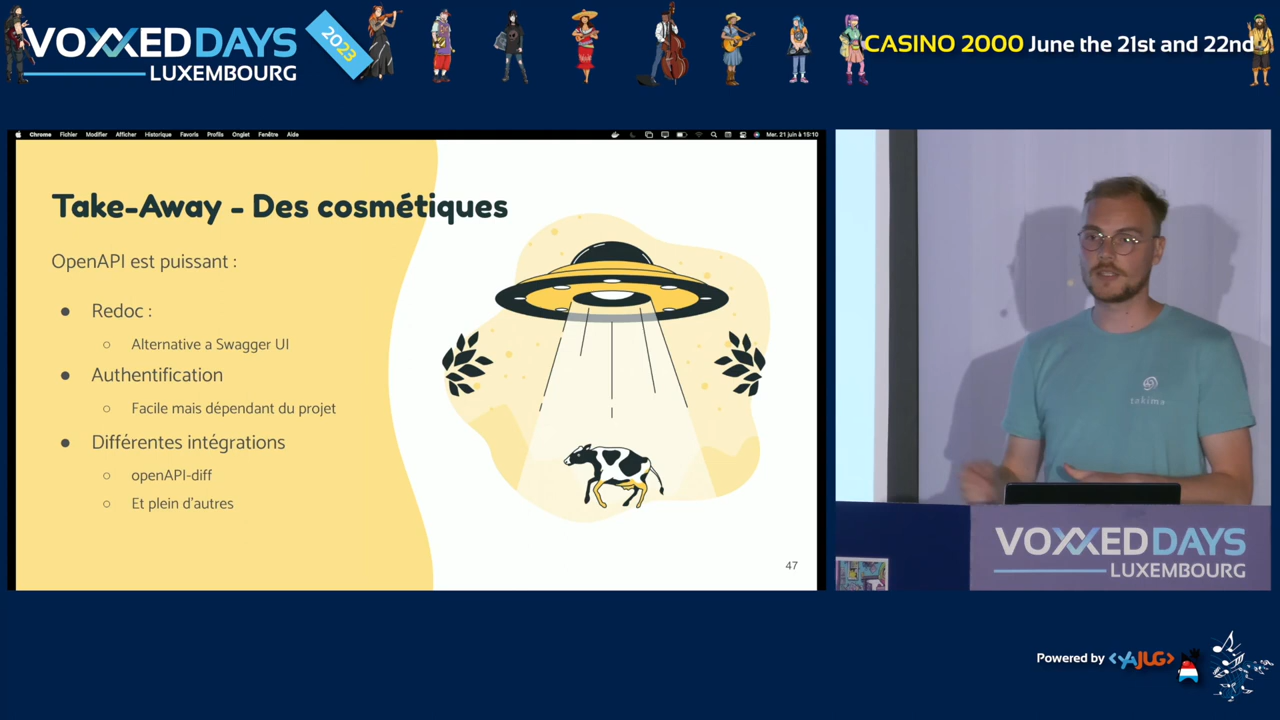 VOXXED DAYS
LUXEMBOURG
2023
CASINO 2000 June the 21st and 22nd
Chrome Fichier Modifier Afficher Historique Favoris Profils Onglet Fenêtre Aide
Mer. 21 juin à 15:10
Take-Away - Des cosmétiques
OpenAPI est puissant :
● Redoc :
○ Alternative a Swagger UI
● Authentification
○ Facile mais dépendant du projet
● Différentes intégrations
○ openAPI-diff
○ Et plein d'autres
47
takima
VOXXED DAYS
LUXEMBOURG
Powered by <YAJUG>